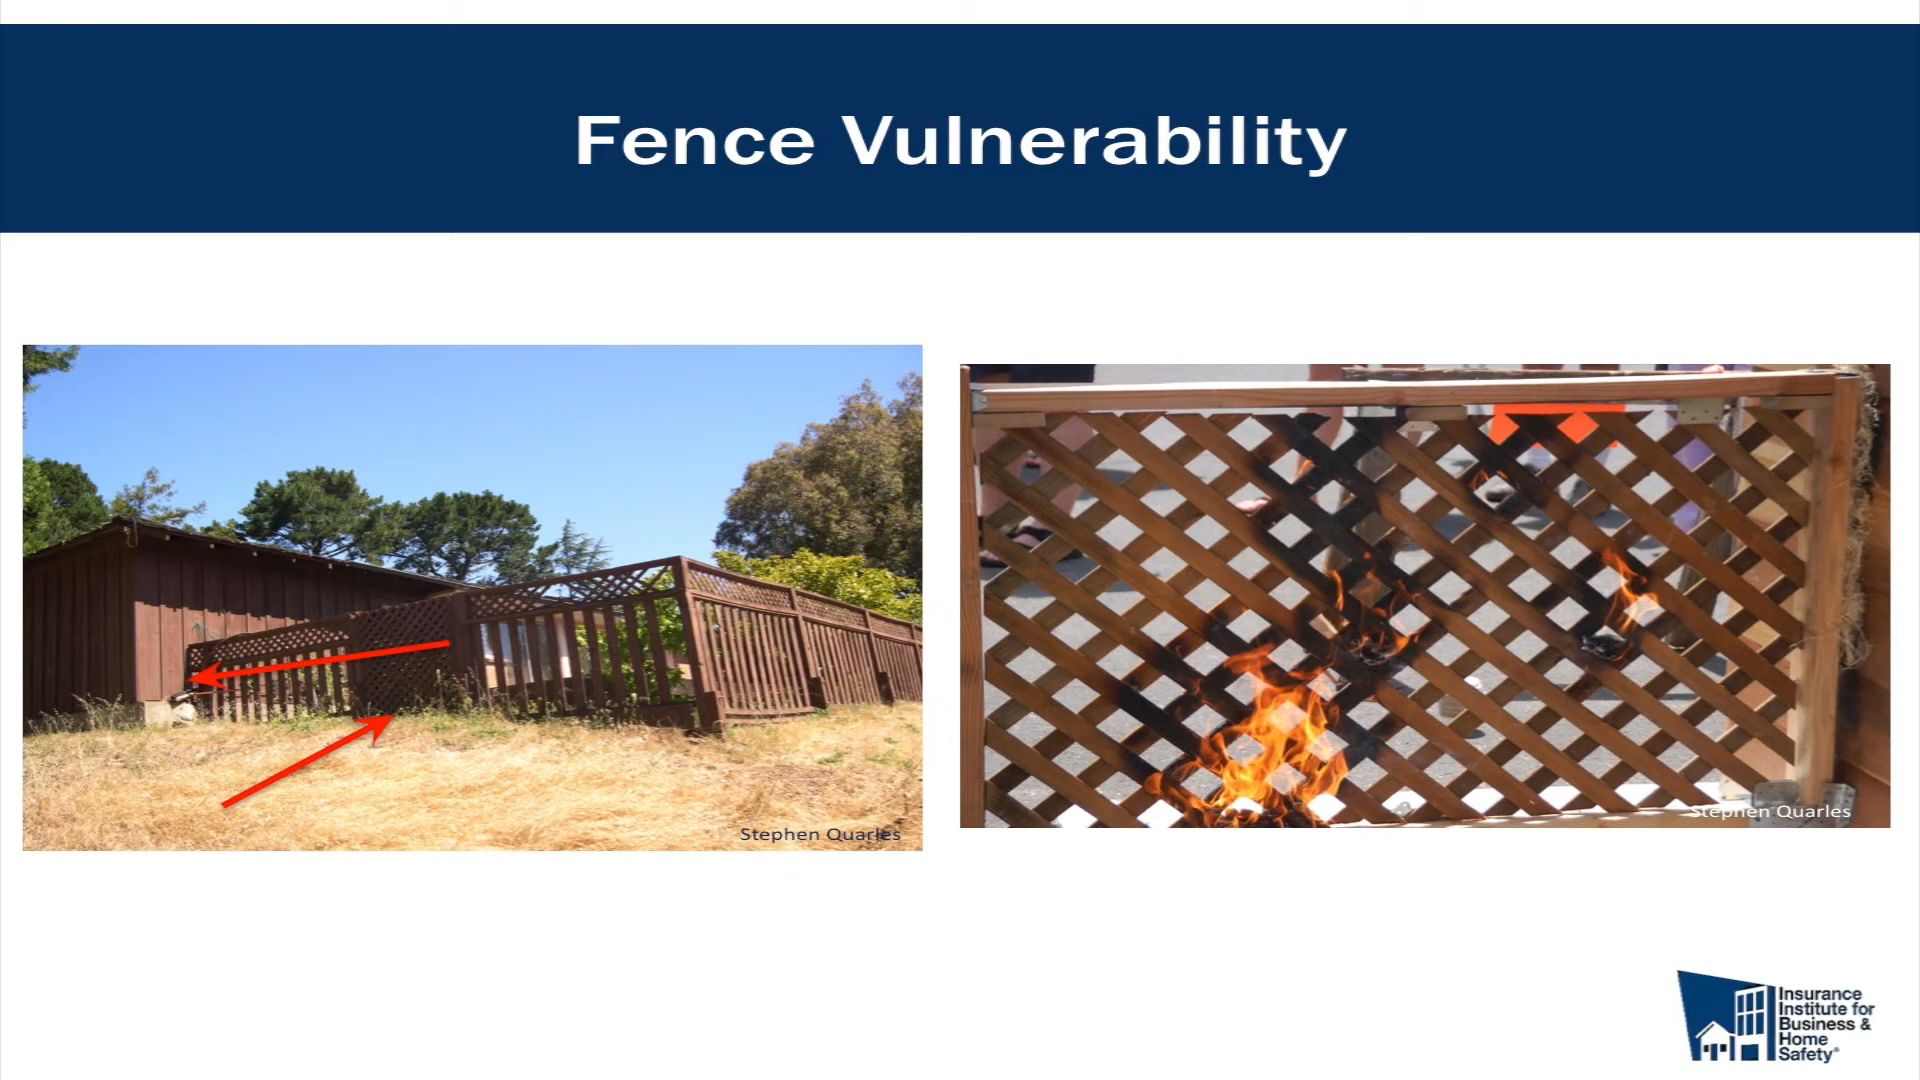 Fence Vulnerability
Stephen Quarles
Stephen Quarles
Insurance
Institute for
Business &
Home
Safety®